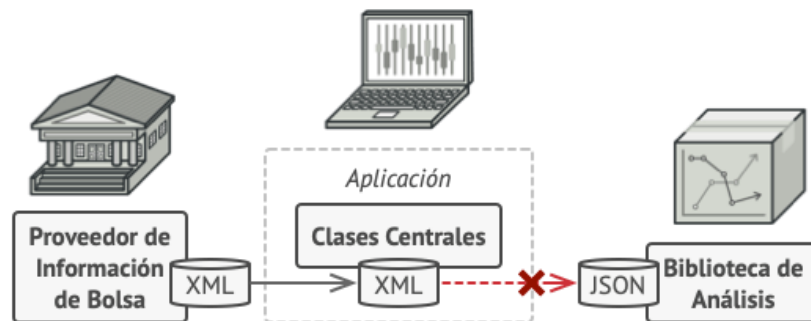 Aplicación
Proveedor de
Información
de Bolsa
XML
Clases Centrales
XML
JSON
Biblioteca de
Análisis